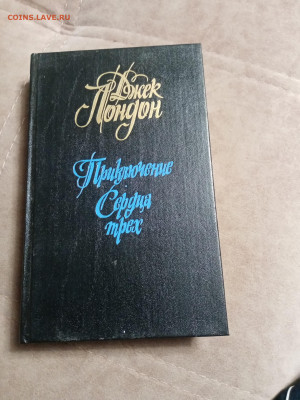 COINS.LAVE.RU
Джек
Лондон
Приключение
Сердца
трех